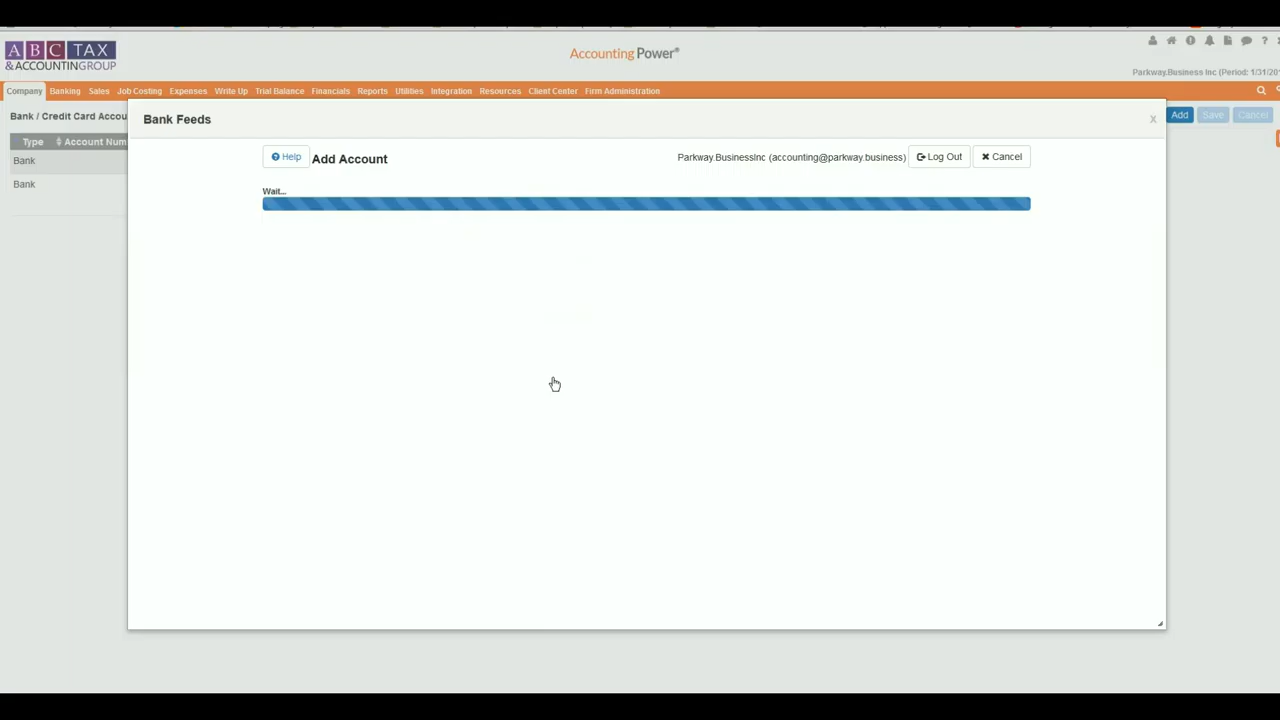 ABC TAX
& ACCOUNTING GROUP
Accounting Power®
Parkway.Business Inc (Period: 1/31/20
Company Banking Sales Job Costing Expenses Write Up Trial Balance Financials Reports Utilities Integration Resources Client Center Firm Administration
Bank / Credit Card Accou
Add Save Cancel
Type Account Num
Bank
Bank
Bank Feeds x
Help Add Account Parkway.BusinessInc (accounting@parkway.business) Log Out Cancel
Wait...